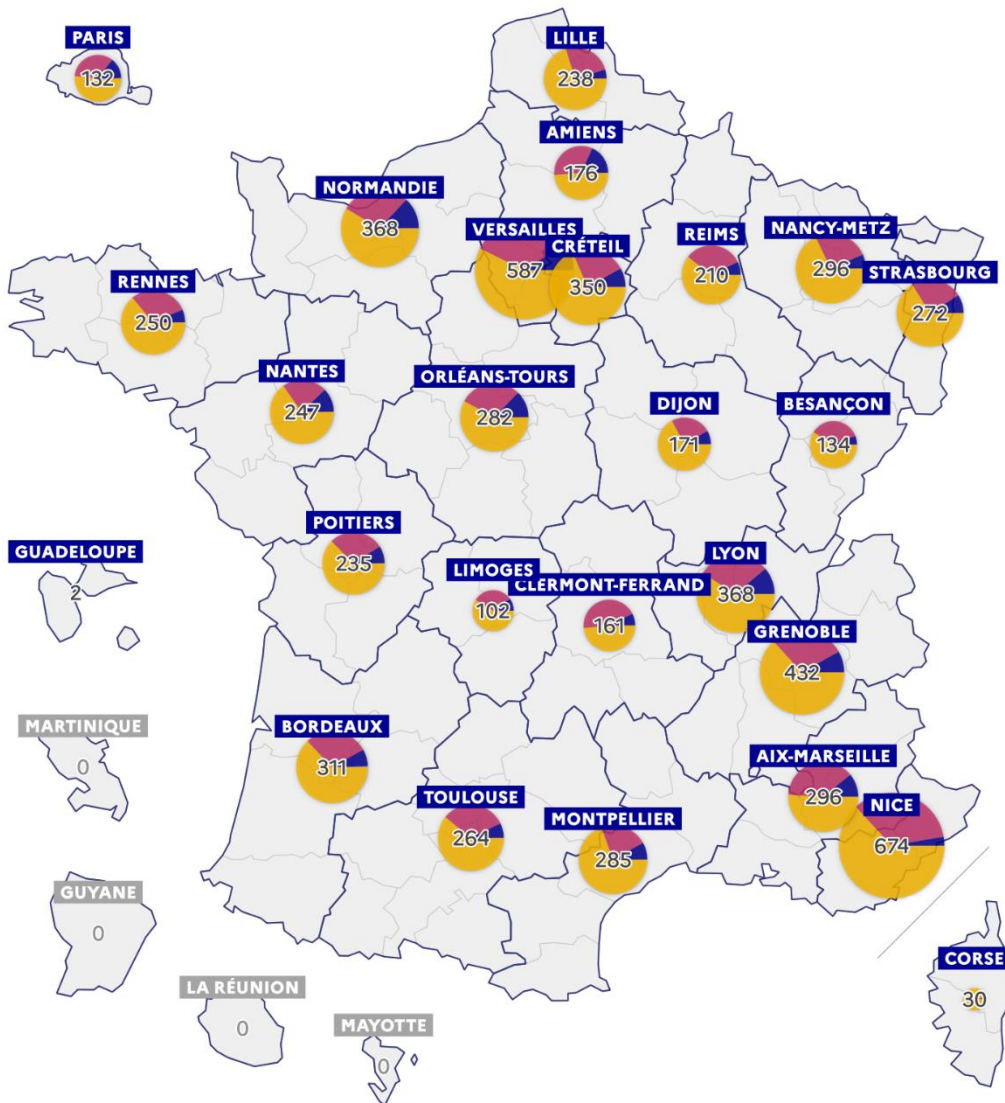 PARIS
132
LILLE
238
AMIENS
176
NORMANDIE
368
VERSAILLES
587
CRÉTEIL
350
REIMS
210
NANCY-METZ
296
STRASBOURG
272
RENNES
250
NANTES
247
ORLÉANS-TOURS
282
DIJON
171
BESANÇON
134
POITIERS
235
GUADELOUPE
2
LIMOGES
102
CLERMONT-FERRAND
161
LYON
368
GRENOBLE
432
MARTINIQUE
0
BORDEAUX
311
TOULOUSE
264
MONTPELLIER
285
AIX-MARSEILLE
296
NICE
674
GUYANE
0
CORSE
30
LA RÉUNION
0
MAYOTTE
0